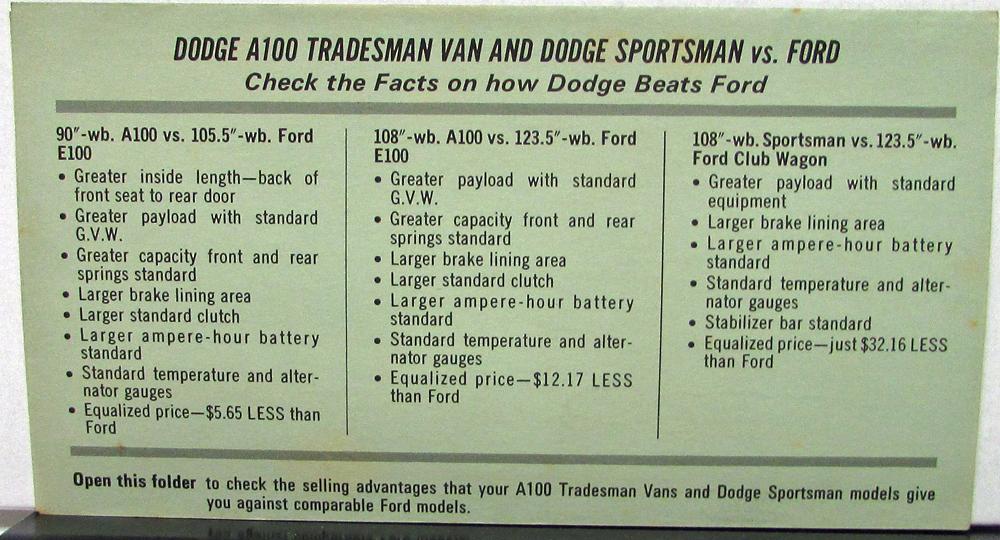 DODGE A100 TRADESMAN VAN AND DODGE SPORTSMAN vs. FORD
Check the Facts on how Dodge Beats Ford
90"-wb. A100 vs. 105.5"-wb. Ford
E100
• Greater inside length—back of
front seat to rear door
• Greater payload with standard
G.V.W.
• Greater capacity front and rear
springs standard
• Larger brake lining area
• Larger standard clutch
• Larger ampere-hour battery
standard
• Standard temperature and alter-
nator gauges
• Equalized price—$5.65 LESS than
Ford
108"-wb. A100 vs. 123.5"-wb. Ford
E100
• Greater payload with standard
G.V.W.
• Greater capacity front and rear
springs standard
• Larger brake lining area
• Larger standard clutch
• Larger ampere-hour battery
standard
• Standard temperature and alter-
nator gauges
• Equalized price—$12.17 LESS
than Ford
108"-wb. Sportsman vs. 123.5"-wb.
Ford Club Wagon
• Greater payload with standard
equipment
• Larger brake lining area
• Larger ampere-hour battery
standard
• Standard temperature and alter-
nator gauges
• Stabilizer bar standard
• Equalized price—just $32.16 LESS
than Ford
Open this folder to check the selling advantages that your A100 Tradesman Vans and Dodge Sportsman models give
you against comparable Ford models.